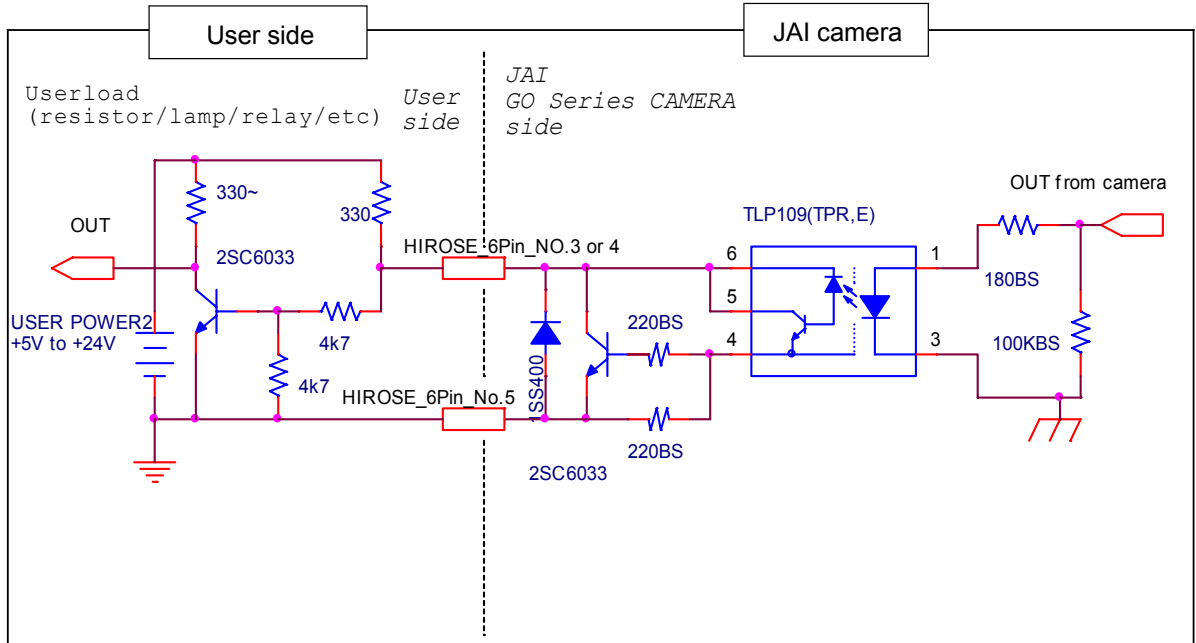 User side
JAI camera
Userload
(resistor/lamp/relay/etc)
User
side
JAI
GO Series CAMERA
side
330~
330
OUT
2SC6033
HIROSE_6Pin_NO.3 or 4
TLP109(TPR,E)
OUT from camera
6
5
4
1
3
180BS
100KBS
USER POWER2
+5V to +24V
4k7
4k7
HIROSE_6Pin_No.5
1SS400
220BS
220BS
2SC6033